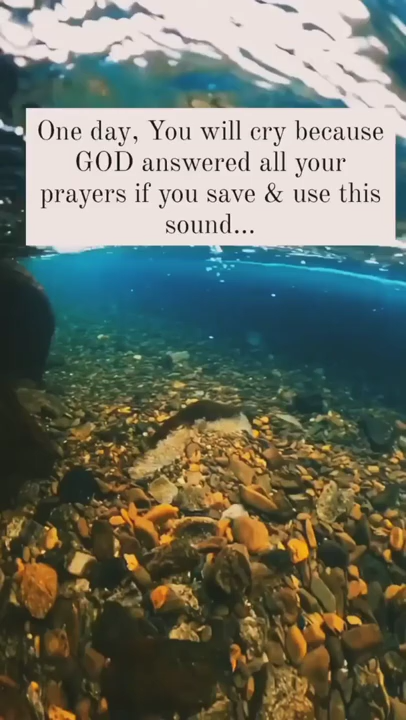 One day, You will cry because
GOD answered all your
prayers if you save & use this
sound...